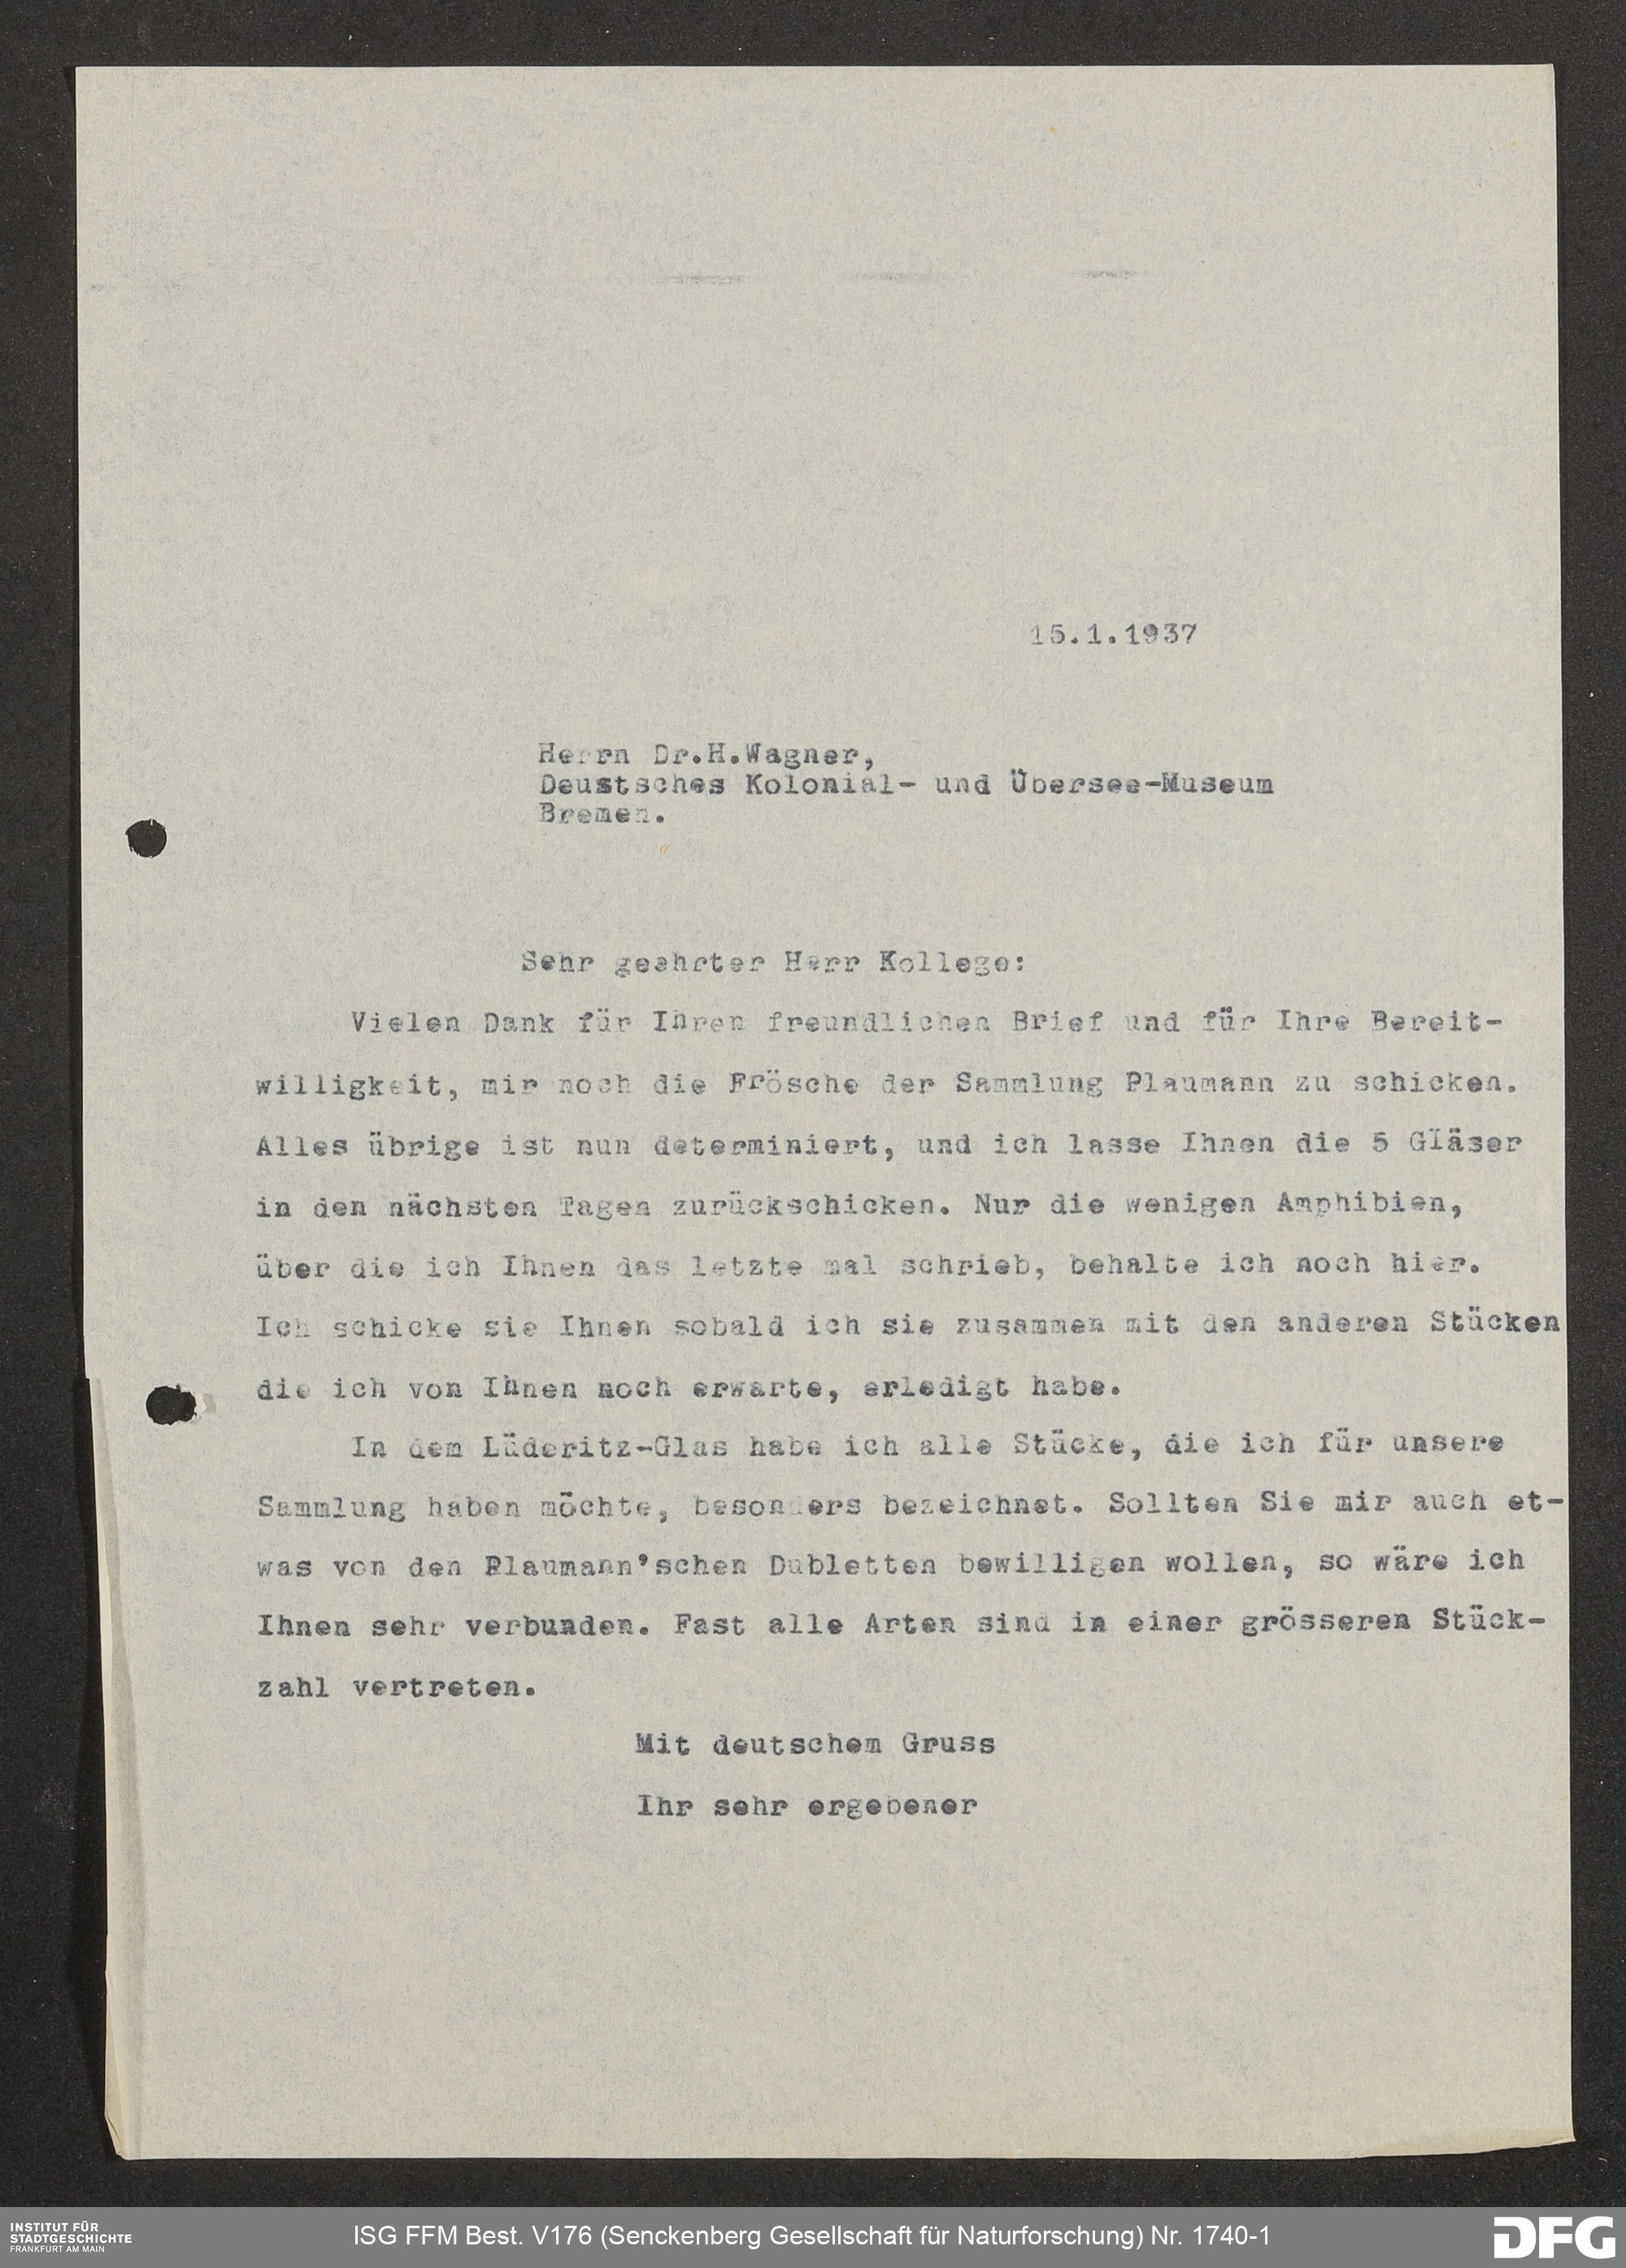 15.1.1937
Herrn Dr.H.Wagner,
Deustsches Kolonial- und Übersee-Museum
Bremen.
Sehr geehrter Herr Kollege:
Vielen Dank für Ihren freundlichen Brief und für Ihre Bereit-
willigkeit, mir noch die Frösche der Sammlung Plaumann zu schicken.
Alles übrige ist nun determiniert, und ich lasse Ihnen die 5 Gläser
in den nächsten Tagen zurückschicken. Nur die wenigen Amphibien,
über die ich Ihnen das letzte mal schrieb, behalte ich noch hier.
Ich schicke sie Ihnen sobald ich sie zusammen mit den anderen Stücken
die ich von Ihnen noch erwarte, erledigt habe.
In dem Lüderitz-Glas habe ich alle Stücke, die ich für unsere
Sammlung haben möchte, besonders bezeichnet. Sollten Sie mir auch et-
was von den Plaumann'schen Dubletten bewilligen wollen, so wäre ich
Ihnen sehr verbunden. Fast alle Arten sind in einer grösseren Stück-
zahl vertreten.
Mit deutschem Gruss
Ihr sehr ergebener
INSTITUT FÜR
STADTGESCHICHTE
FRANKFURT AM MAIN
ISG FFM Best. V176 (Senckenberg Gesellschaft für Naturforschung) Nr. 1740-1
DFG